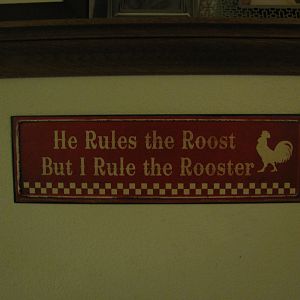 He Rules the Roost
But I Rule the Rooster